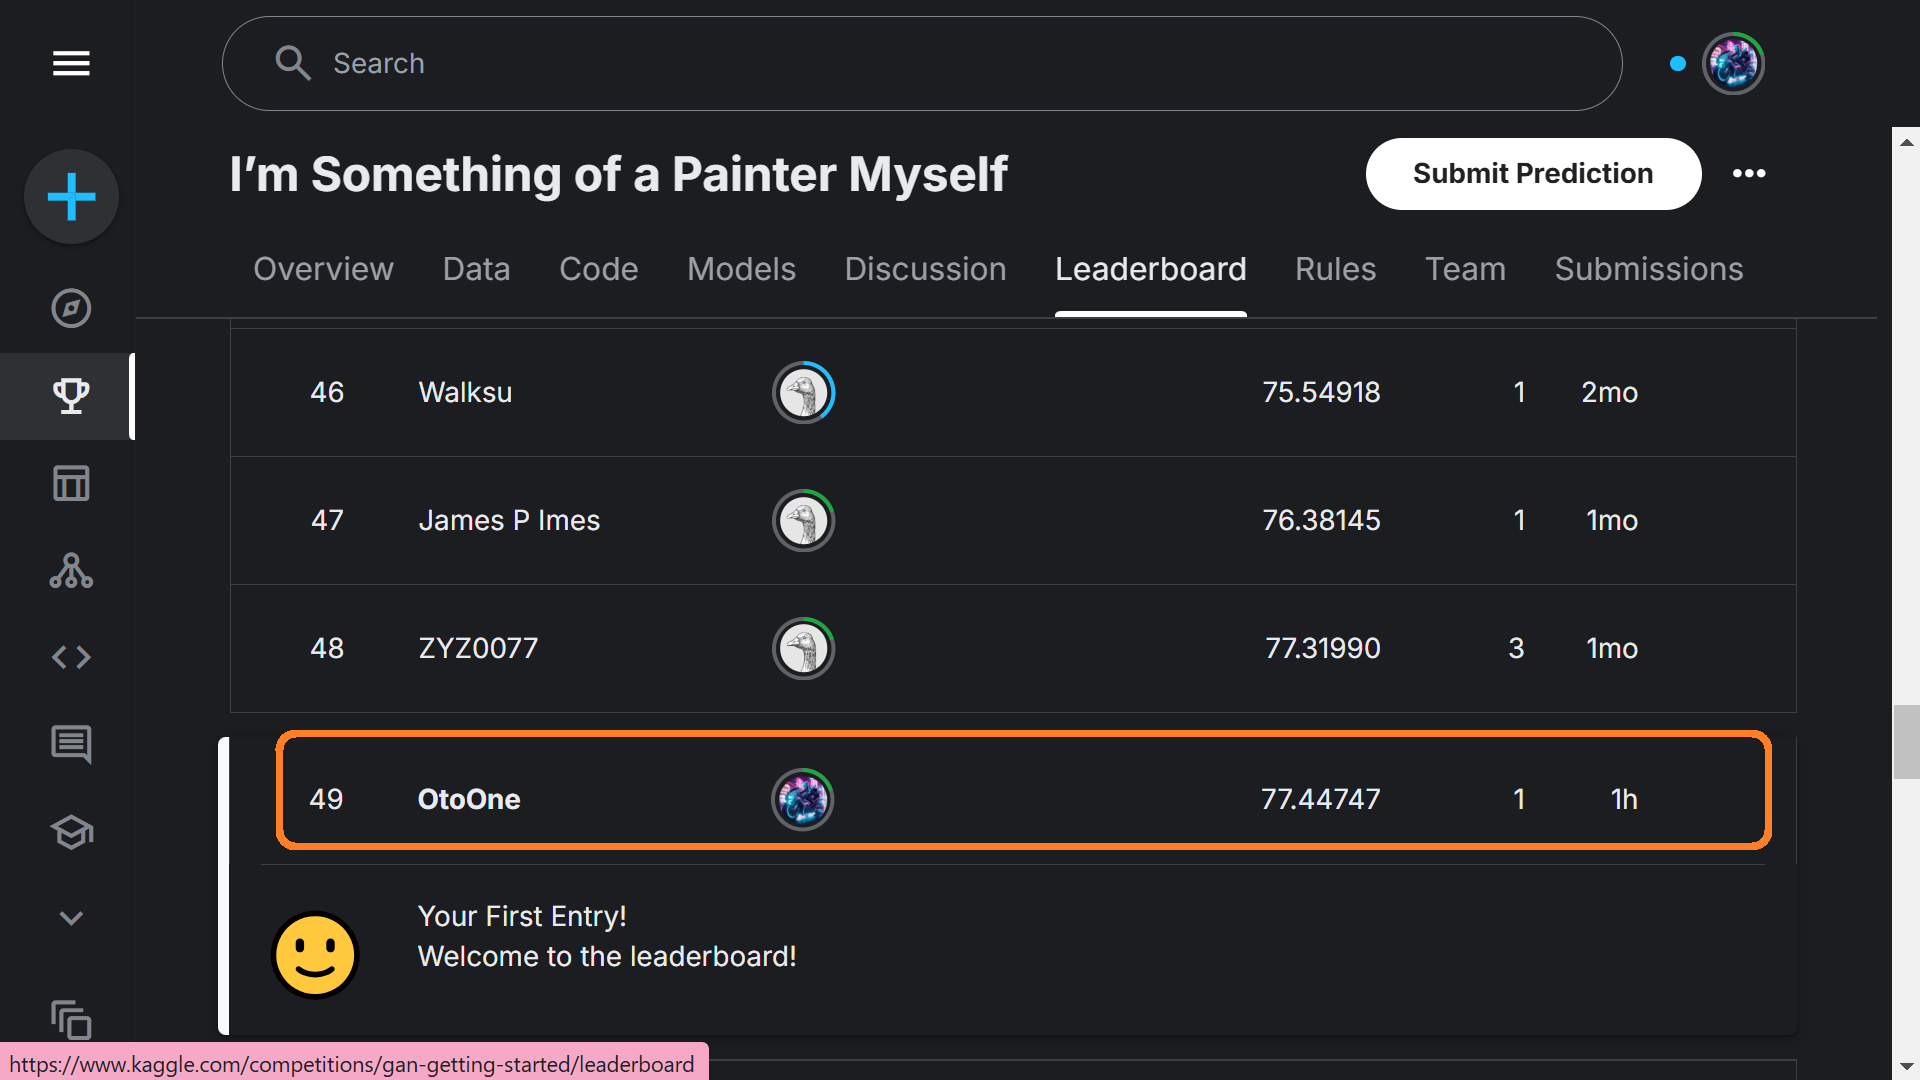 Search
I’m Something of a Painter Myself
Submit Prediction
Overview Data Code Models Discussion Leaderboard Rules Team Submissions
46 Walksu 75.54918 1 2mo
47 James P Imes 76.38145 1 1mo
48 ZYZ0077 77.31990 3 1mo
49 OtoOne 77.44747 1 1h
Your First Entry!
Welcome to the leaderboard!
https://www.kaggle.com/competitions/gan-getting-started/leaderboard